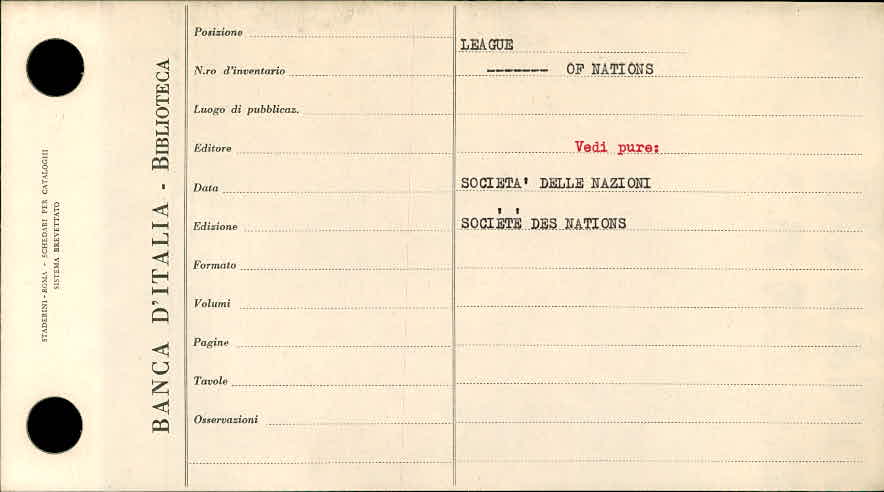 STADERINI - ROMA - SCHEDARI PER CATALOGHI
SISTEMA BREVETTATO
BANCA D'ITALIA - BIBLIOTECA
Posizione
N.ro d'inventario
Luogo di pubblicaz.
Editore
Data
Edizione
Formato
Volumi
Pagine
Tavole
Osservazioni
LEAGUE
------- OF NATIONS
Vedi pure:
SOCIETA' DELLE NAZIONI
SOCIÉTÉ DES NATIONS